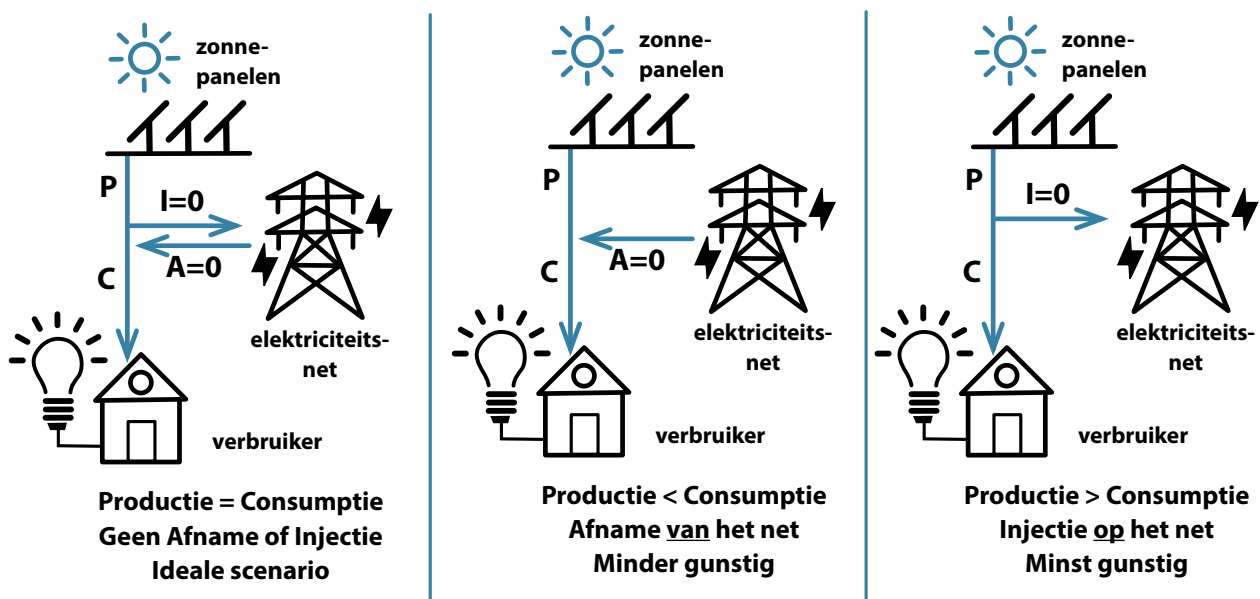 zonne-
panelen
P
I=0
A=0
C
elektriciteits-
net
verbruiker
Productie = Consumptie
Geen Afname of Injectie
Ideale scenario
zonne-
panelen
P
A=0
C
elektriciteits-
net
verbruiker
Productie < Consumptie
Afname van het net
Minder gunstig
zonne-
panelen
P
I=0
C
elektriciteits-
net
verbruiker
Productie > Consumptie
Injectie op het net
Minst gunstig